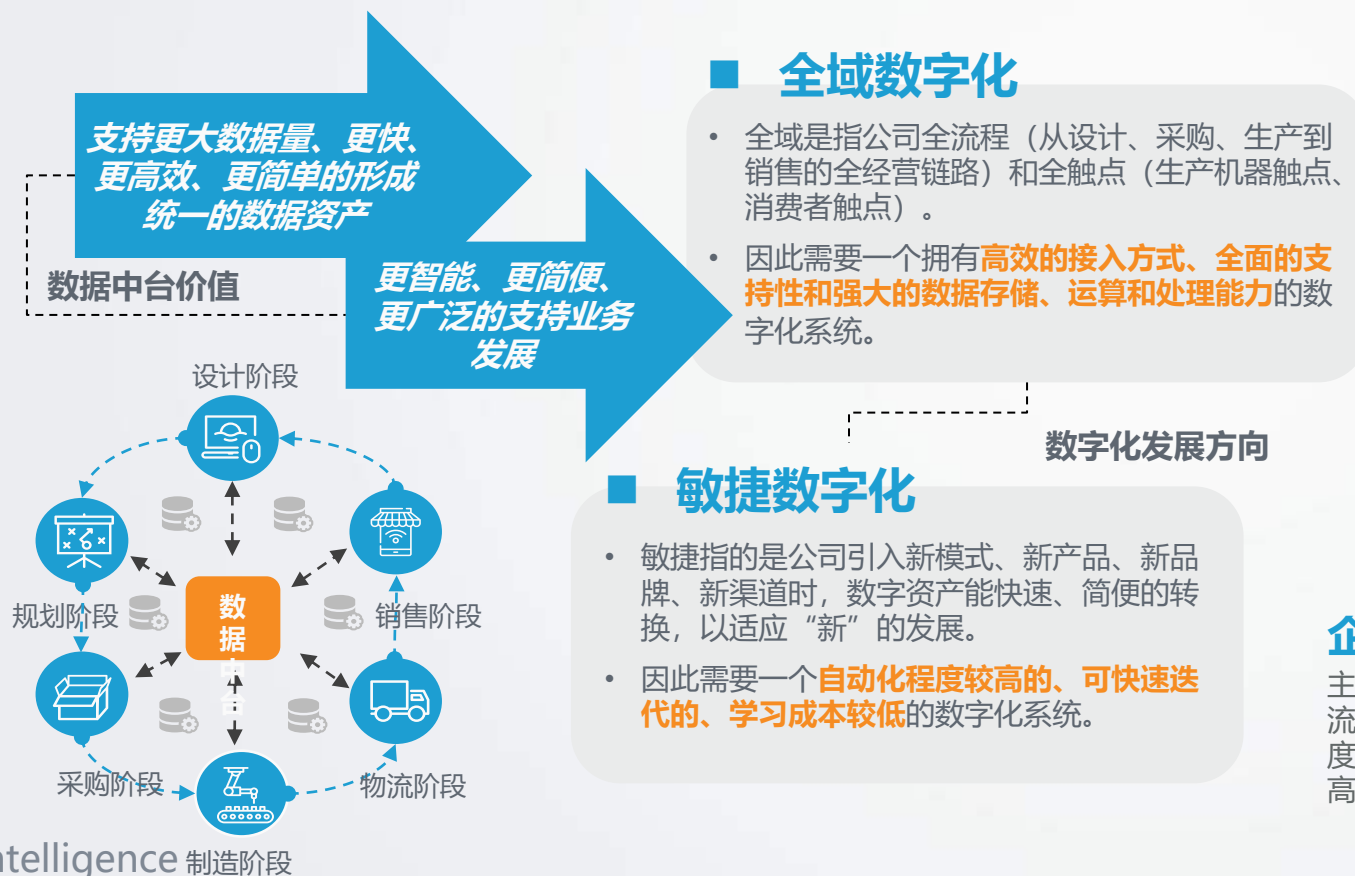 支持更大数据量、更快、
更高效、更简单的形成
统一的数据资产
数据中台价值
更智能、更简便、
更广泛的支持业务
发展
■ 全域数字化
• 全域是指公司全流程（从设计、采购、生产到
销售的全经营链路）和全触点（生产机器触点、
消费者触点）。
• 因此需要一个拥有高效的接入方式、全面的支
持性和强大的数据存储、运算和处理能力的数
字化系统。
数字化发展方向
■ 敏捷数字化
• 敏捷指的是公司引入新模式、新产品、新品
牌、新渠道时，数字资产能快速、简便的转
换，以适应“新”的发展。
• 因此需要一个自动化程度较高的、可快速迭
代的、学习成本较低的数字化系统。
设计阶段
规划阶段
数
据
中
台
销售阶段
采购阶段
物流阶段
制造阶段
ntelligence
企
主
流
度
高